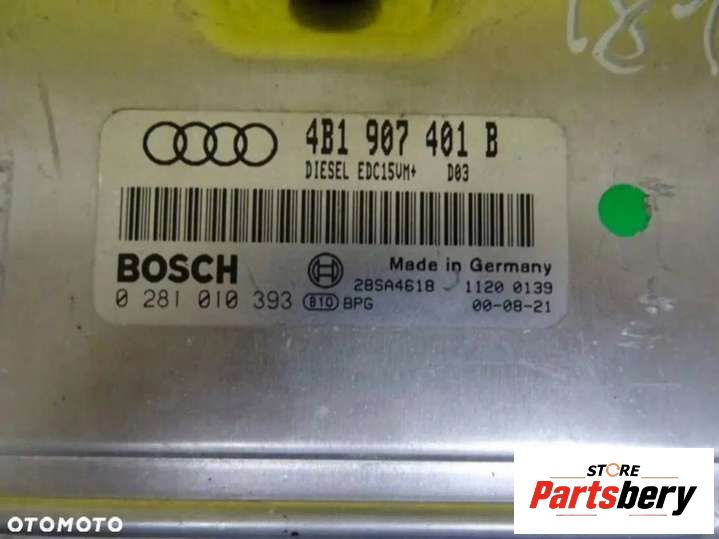 4B1 907 401 B
DIESEL EDC15VM+ D03
BOSCH
Made in Germany
28SA4618 1120 0139
0 281 010 393 810 BPG 00-08-21
STORE
Partsbery
OTOMOTO